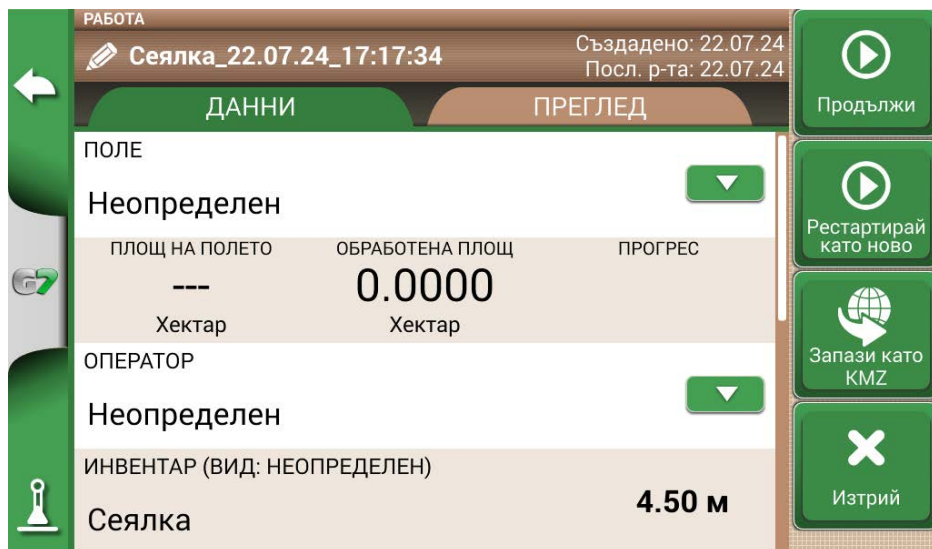 РАБОТА
Сеялка_22.07.24_17:17:34
Създадено: 22.07.24
Посл. р-та: 22.07.24
ДАННИ
ПРЕГЛЕД
ПОЛЕ
Неопределен
ПЛОЩ НА ПОЛЕТО
ОБРАБОТЕНА ПЛОЩ
ПРОГРЕС
---
0.0000
Хектар
Хектар
ОПЕРАТОР
Неопределен
ИНВЕНТАР (ВИД: НЕОПРЕДЕЛЕН)
Сеялка
4.50 м
G7
Продължи
Рестартирай
като ново
Запази като
KMZ
Изтрий